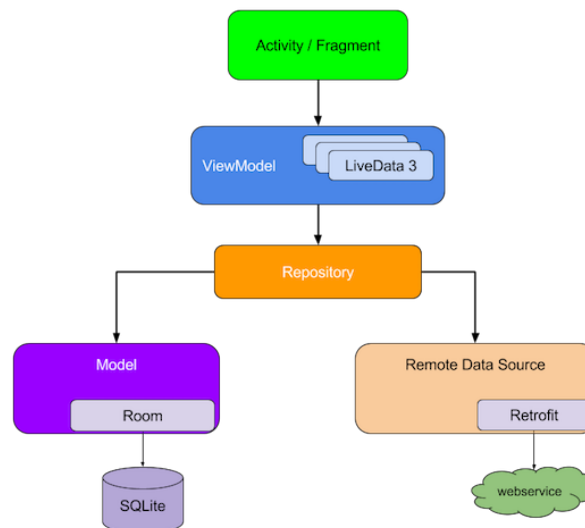 Activity / Fragment
ViewModel
LiveData 3
Repository
Model
Remote Data Source
Room
Retrofit
SQLite
webservice